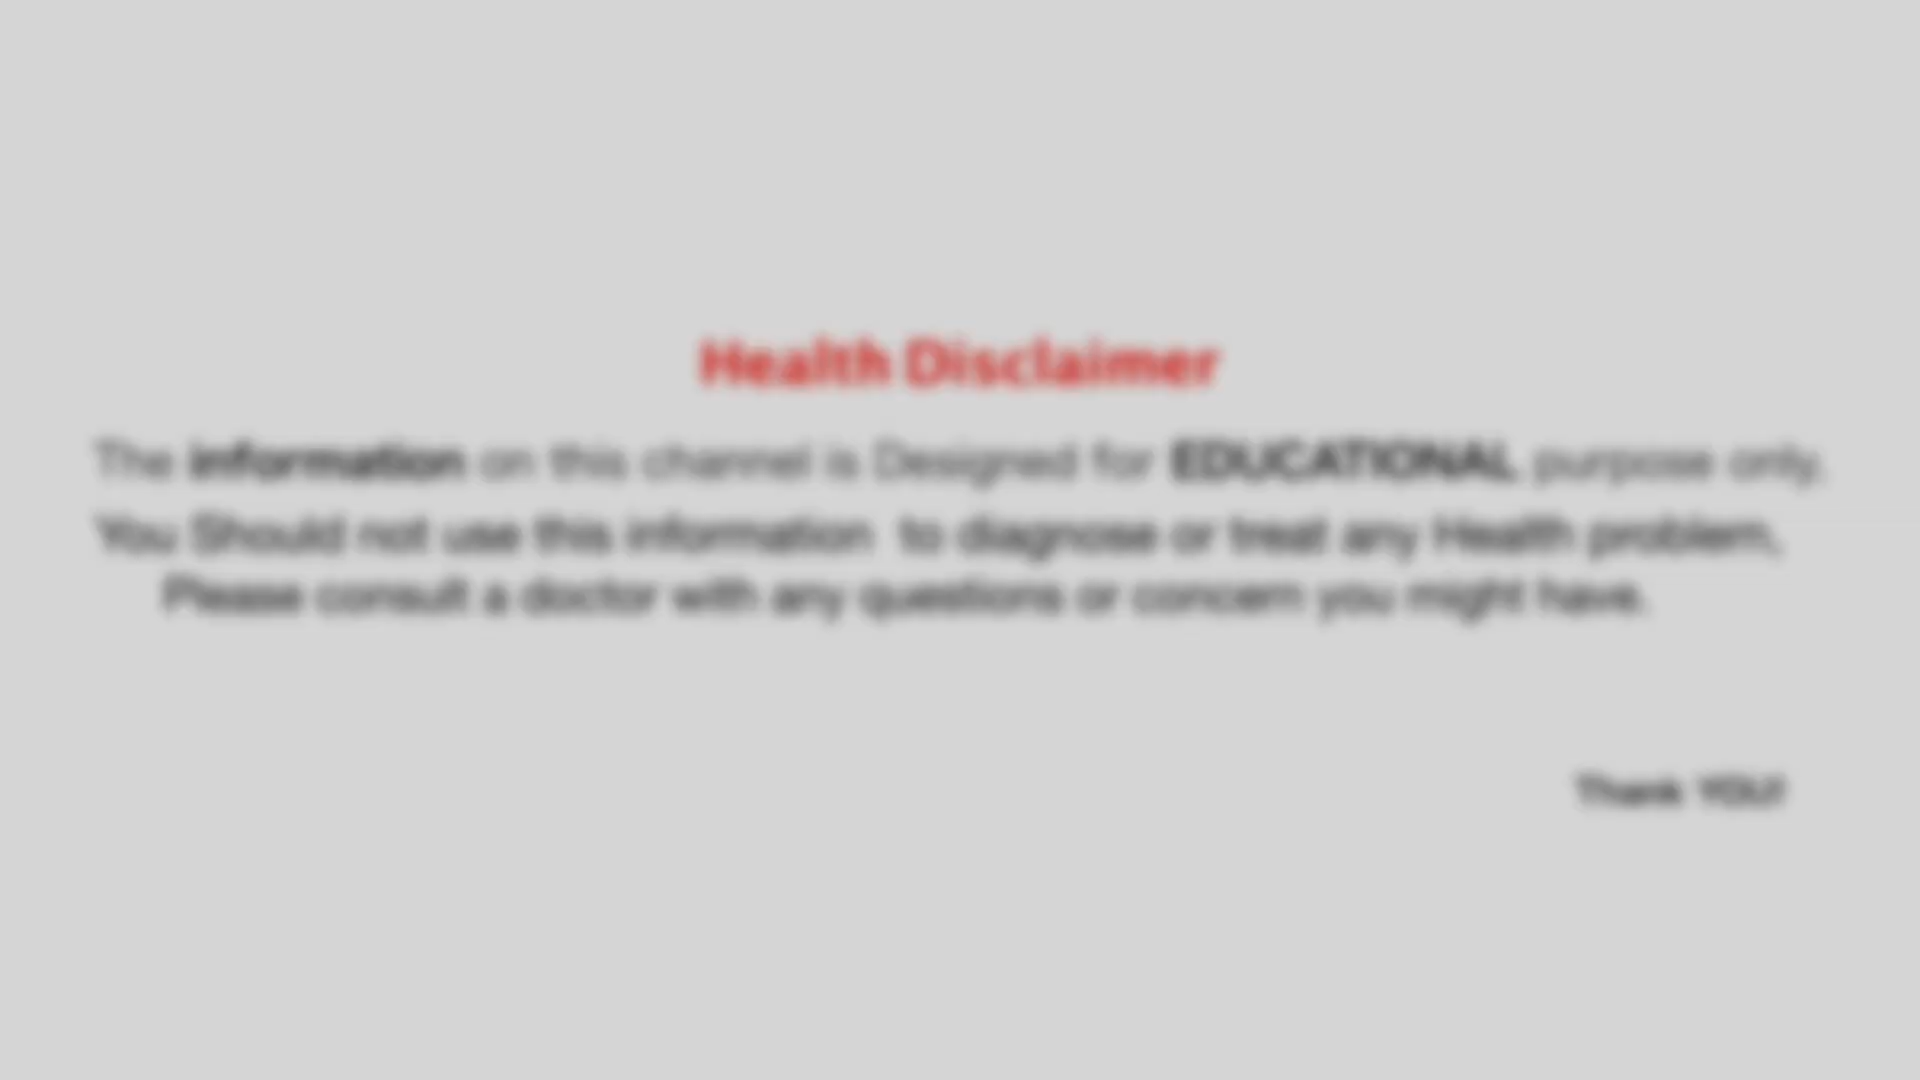 Health Disclaimer
The information on this channel is Designed for EDUCATIONAL purpose only,
You Should not use this information to diagnose or treat any Health problem,
Please consult a doctor with any questions or concern you might have.
Thank YOU!